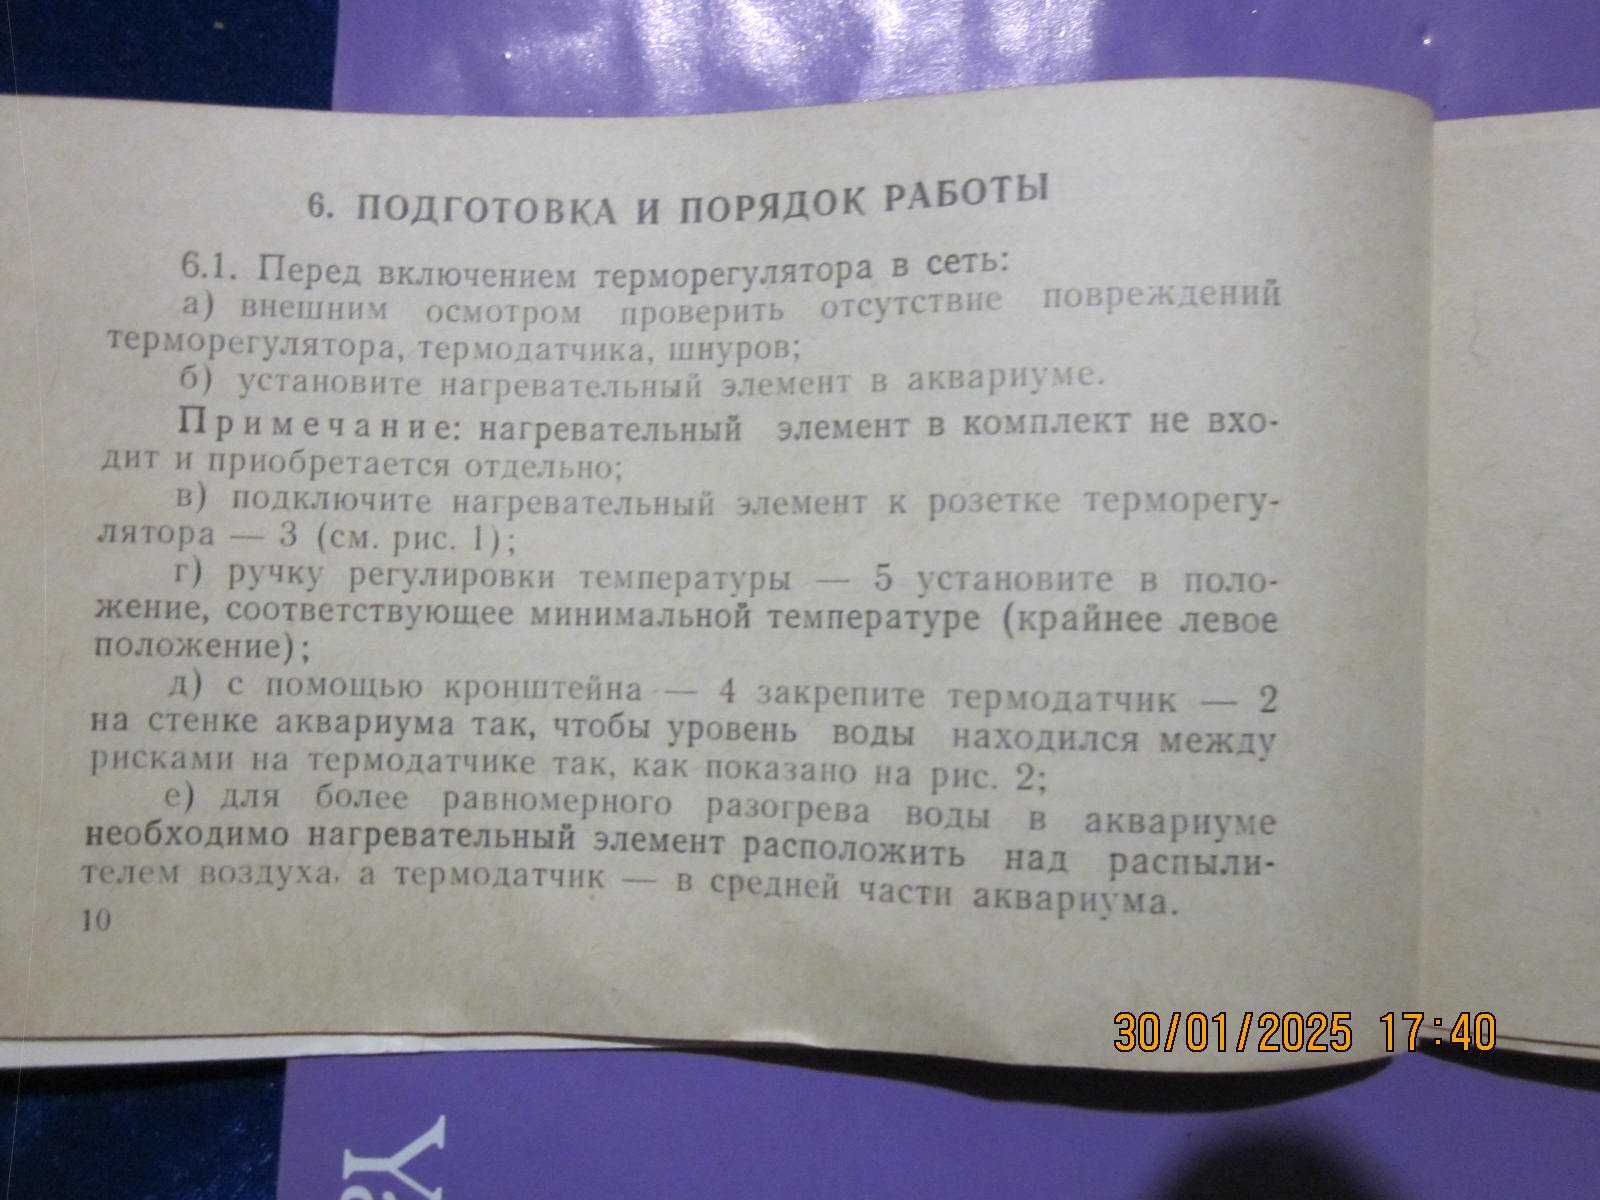 6. ПОДГОТОВКА И ПОРЯДОК РАБОТЫ
6.1. Перед включением терморегулятора в сеть:
а) внешним осмотром проверить отсутствие повреждений
терморегулятора, термодатчика, шнуров;
б) установите нагревательный элемент в аквариуме.
Примечание: нагревательный элемент в комплект не вхо-
дит и приобретается отдельно;
в) подключите нагревательный элемент к розетке терморегу-
лятора — 3 (см. рис. 1);
г) ручку регулировки температуры — 5 установите в поло-
жение, соответствующее минимальной температуре (крайнее левое
положение);
д) с помощью кронштейна — 4 закрепите термодатчик — 2
на стенке аквариума так, чтобы уровень воды находился между
рисками на термодатчике так, как показано на рис. 2;
е) для более равномерного разогрева воды в аквариуме
необходимо нагревательный элемент расположить над распыли-
телем воздуха, а термодатчик — в средней части аквариума.
10
30/01/2025 17:40